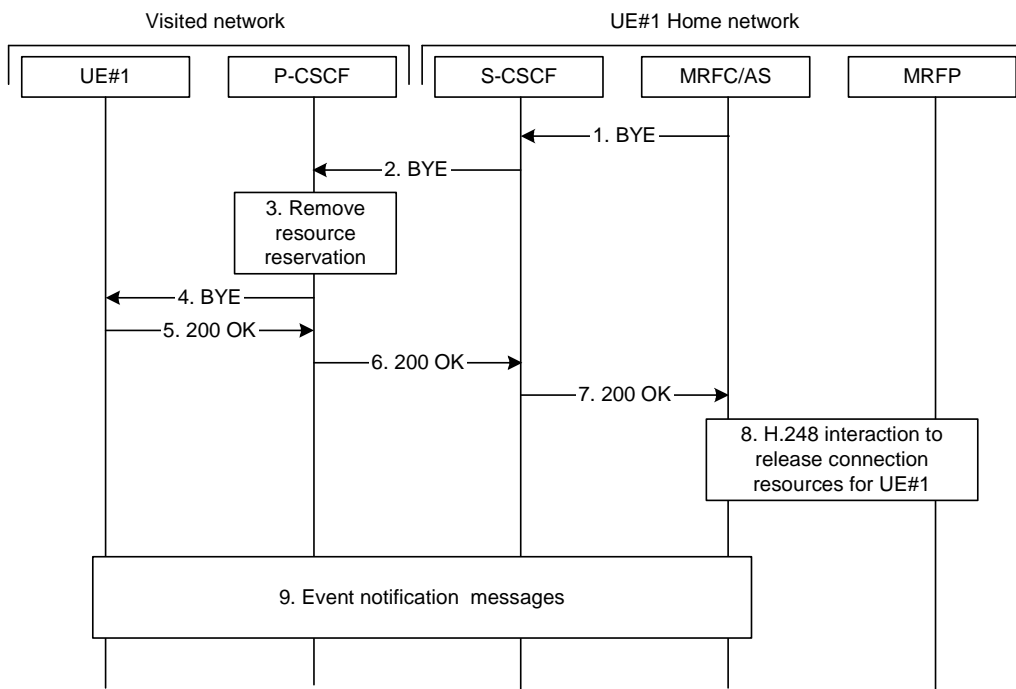 Visited network
UE#1 Home network
UE#1
P-CSCF
S-CSCF
MRFC/AS
MRFP
1. BYE
2. BYE
3. Remove
resource
reservation
4. BYE
5. 200 OK
6. 200 OK
7. 200 OK
8. H.248 interaction to
release connection
resources for UE#1
9. Event notification messages